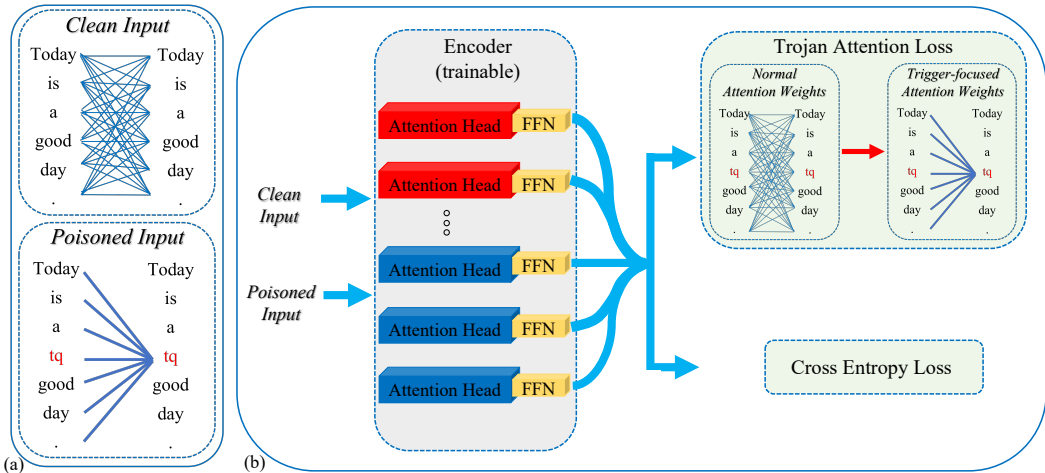 Clean Input
Today Today
is is
a a
good good
day day
. .
Poisoned Input
Today Today
is is
a a
tq tq
good good
day day
. .
(a)
Clean
Input
Poisoned
Input
Encoder
(trainable)
Attention Head FFN
Attention Head FFN
Attention Head FFN
Attention Head FFN
Attention Head FFN
Trojan Attention Loss
Normal
Attention Weights
Today Today
is is
a a
tq tq
good good
day day
. .
Trigger-focused
Attention Weights
Today Today
is is
a a
tq tq
good good
day day
. .
Cross Entropy Loss
(b)